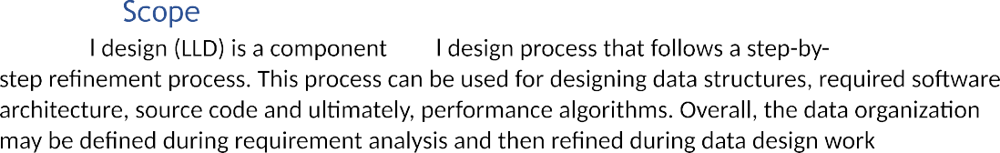 Scope
l design (LLD) is a component l design process that follows a step-by-
step refinement process. This process can be used for designing data structures, required software
architecture, source code and ultimately, performance algorithms. Overall, the data organization
may be defined during requirement analysis and then refined during data design work